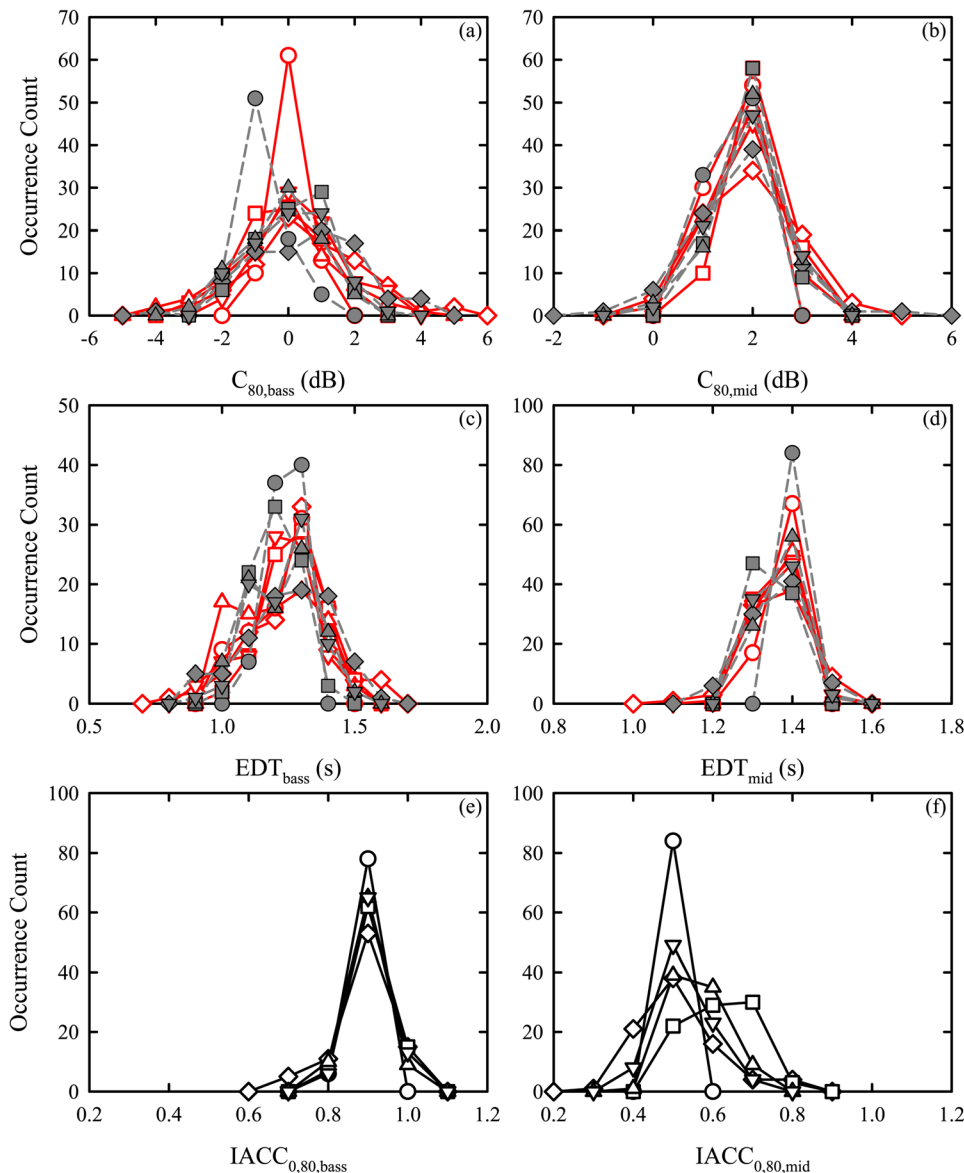 70 (a) 70 (b)
60 60
50 50
40 40
30 30
20 20
10 10
0 0
-6 -4 -2 0 2 4 6 -2 0 2 4 6
Occurrence Count
C80,bass (dB) C80,mid (dB)
50 (c) 100 (d)
40 80
30 60
20 40
10 20
0 0
0.5 1.0 1.5 2.0 0.8 1.0 1.2 1.4 1.6 1.8
Occurrence Count
EDTbass (s) EDTmid (s)
100 (e) 100 (f)
80 80
60 60
40 40
20 20
0 0
0.2 0.4 0.6 0.8 1.0 1.2 0.2 0.4 0.6 0.8 1.0 1.2
Occurrence Count
IACC0,80,bass IACC0,80,mid